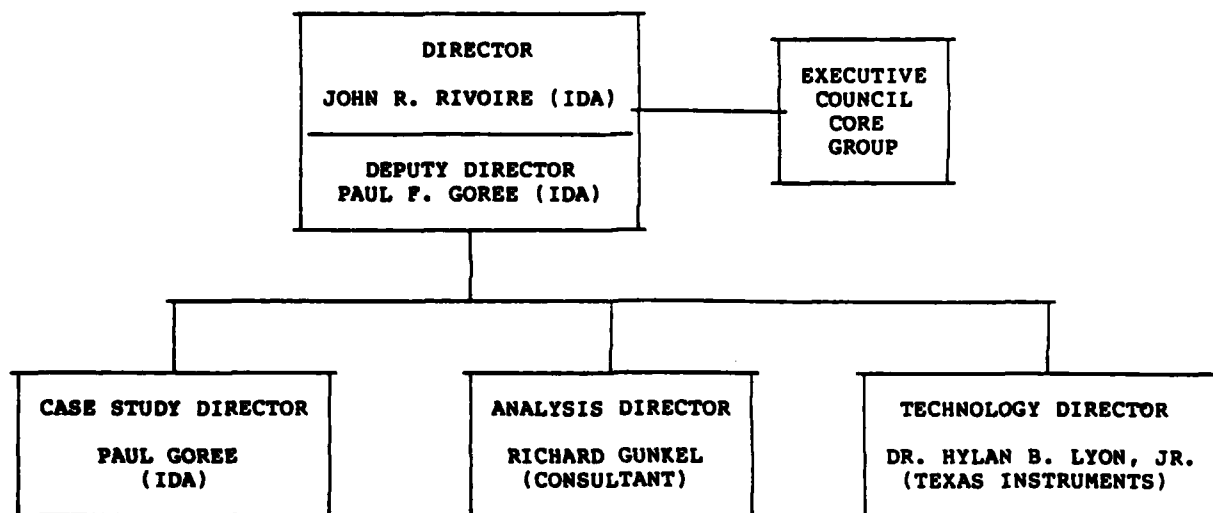 DIRECTOR
JOHN R. RIVOIRE (IDA)
DEPUTY DIRECTOR
PAUL F. GOREE (IDA)
EXECUTIVE
COUNCIL
CORE
GROUP
CASE STUDY DIRECTOR
PAUL GOREE
(IDA)
ANALYSIS DIRECTOR
RICHARD GUNKEL
(CONSULTANT)
TECHNOLOGY DIRECTOR
DR. HYLAN B. LYON, JR.
(TEXAS INSTRUMENTS)